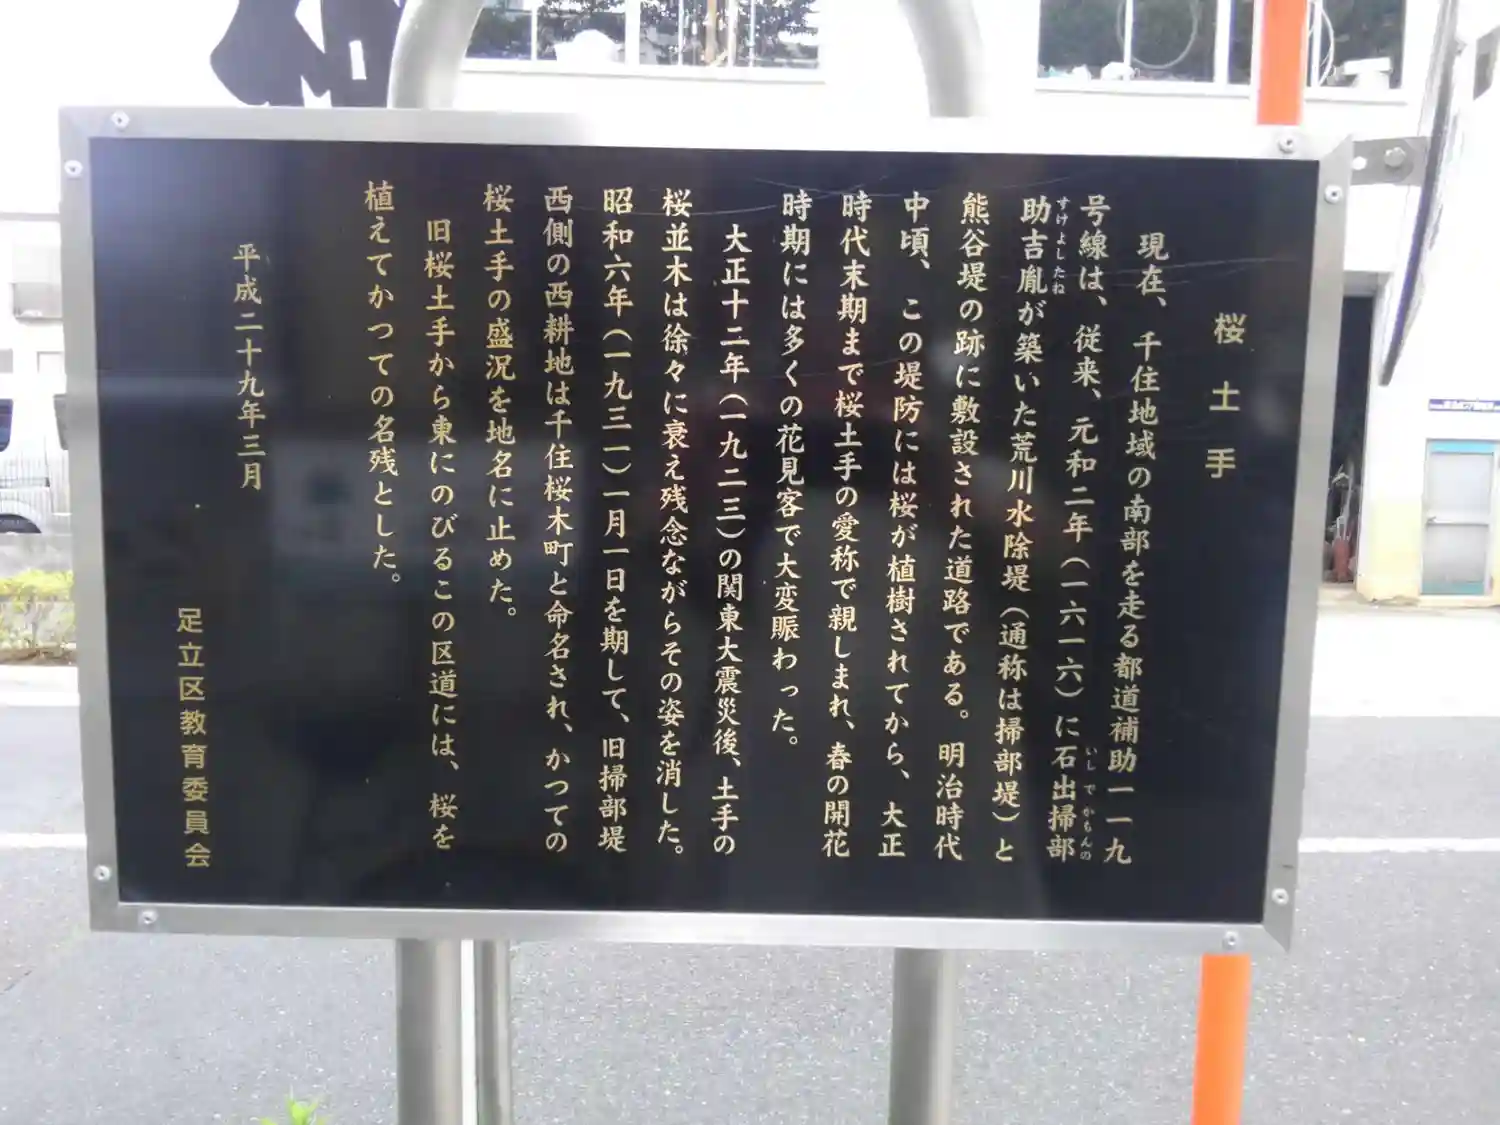 桜土手
現在、千住地域の南部を走る都道補助一一九
号線は、従来、元和二年（一六一六）に石出掃部
いしでかもんの
助吉胤が築いた荒川水除堤（通称は掃部堤）と
すけよしたね
熊谷堤の跡に敷設された道路である。明治時代
中頃、この堤防には桜が植樹されてから、大正
時代末期まで桜土手の愛称で親しまれ、春の開花
時期には多くの花見客で大変賑わった。
大正十二年（一九二三）の関東大震災後、土手の
桜並木は徐々に衰え残念ながらその姿を消した。
昭和六年（一九三一）一月一日を期して、旧掃部堤
西側の西耕地は千住桜木町と命名され、かつての
桜土手の盛況を地名に止めた。
旧桜土手から東にのびるこの区道には、桜を
植えてかつての名残とした。
平成二十九年三月
足立区教育委員会